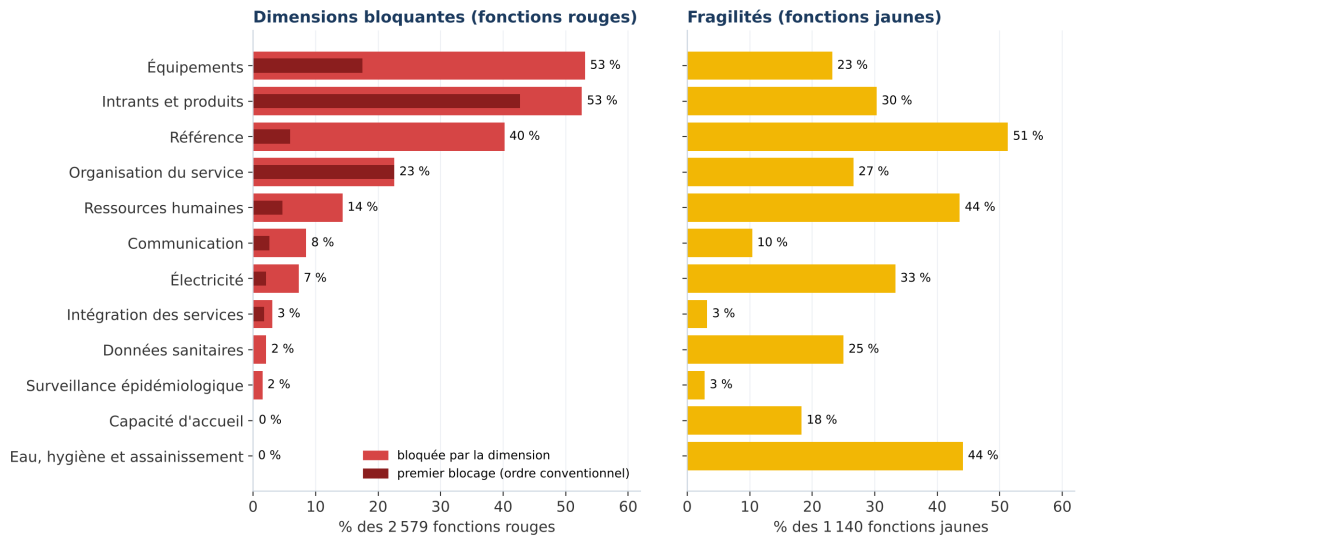 Dimensions bloquantes (fonctions rouges)
Équipements
53 %
Intrants et produits
53 %
Référence
40 %
Organisation du service
23 %
Ressources humaines
14 %
Communication
8 %
Électricité
7 %
Intégration des services
3 %
Données sanitaires
2 %
Surveillance épidémiologique
2 %
Capacité d'accueil
0 %
Eau, hygiène et assainissement
0 %
bloquée par la dimension
premier blocage (ordre conventionnel)
0 10 20 30 40 50 60
% des 2 579 fonctions rouges
Fragilités (fonctions jaunes)
23 %
30 %
51 %
27 %
44 %
10 %
33 %
3 %
25 %
3 %
18 %
44 %
0 10 20 30 40 50 60
% des 1 140 fonctions jaunes